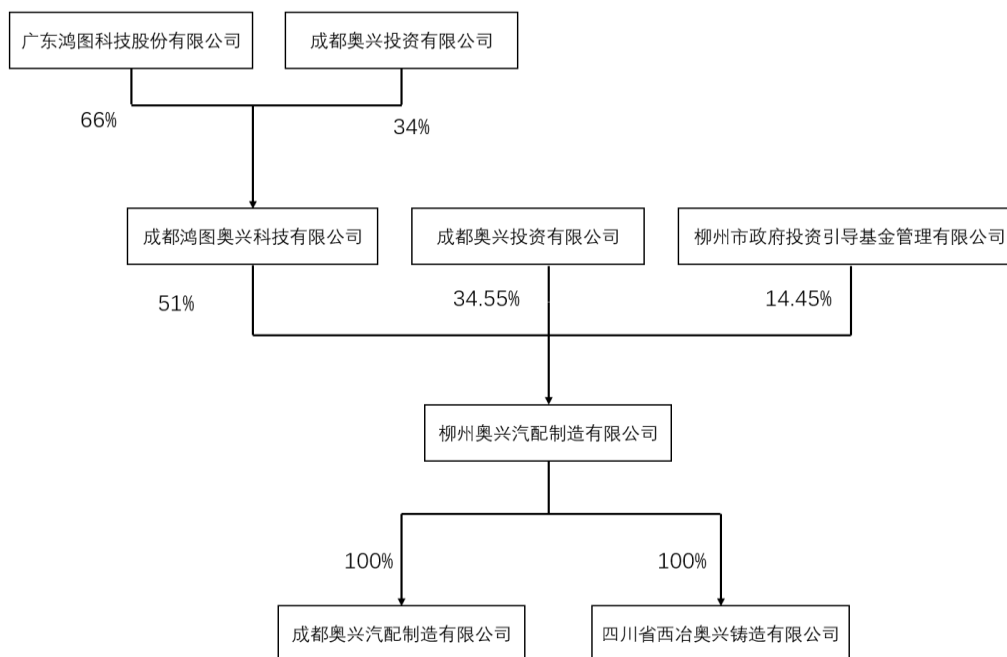 广东鸿图科技股份有限公司
成都奥兴投资有限公司
66%
34%
成都鸿图奥兴科技有限公司
成都奥兴投资有限公司
柳州市政府投资引导基金管理有限公司
51%
34.55%
14.45%
柳州奥兴汽配制造有限公司
100%
100%
成都奥兴汽配制造有限公司
四川省西冶奥兴铸造有限公司